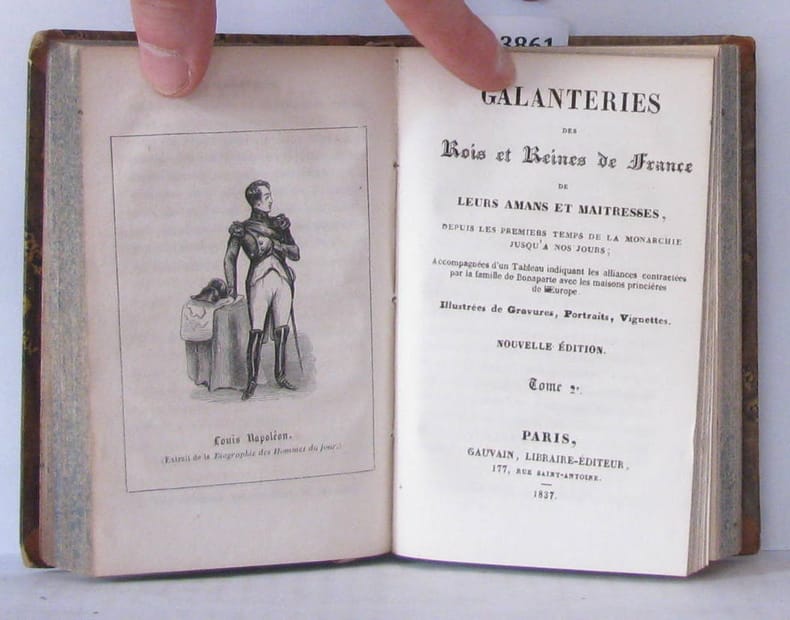 Louis Napoléon.
(Extrait de la Biographie des Hommes du jour.)
3861
GALANTERIES
DES
Rois et Reines de France
DE
LEURS AMANS ET MAITRESSES,
DEPUIS LES PREMIERS TEMPS DE LA MONARCHIE
JUSQU'A NOS JOURS;
Accompagnées d'un Tableau indiquant les alliances contractées
par la famille de Bonaparte avec les maisons princières
de l'Europe.
Illustrées de Gravures, Portraits, Vignettes.
NOUVELLE ÉDITION.
Tome 2e.
PARIS,
GAUVAIN, LIBRAIRE-ÉDITEUR,
177, RUE SAINT-ANTOINE.
1837.